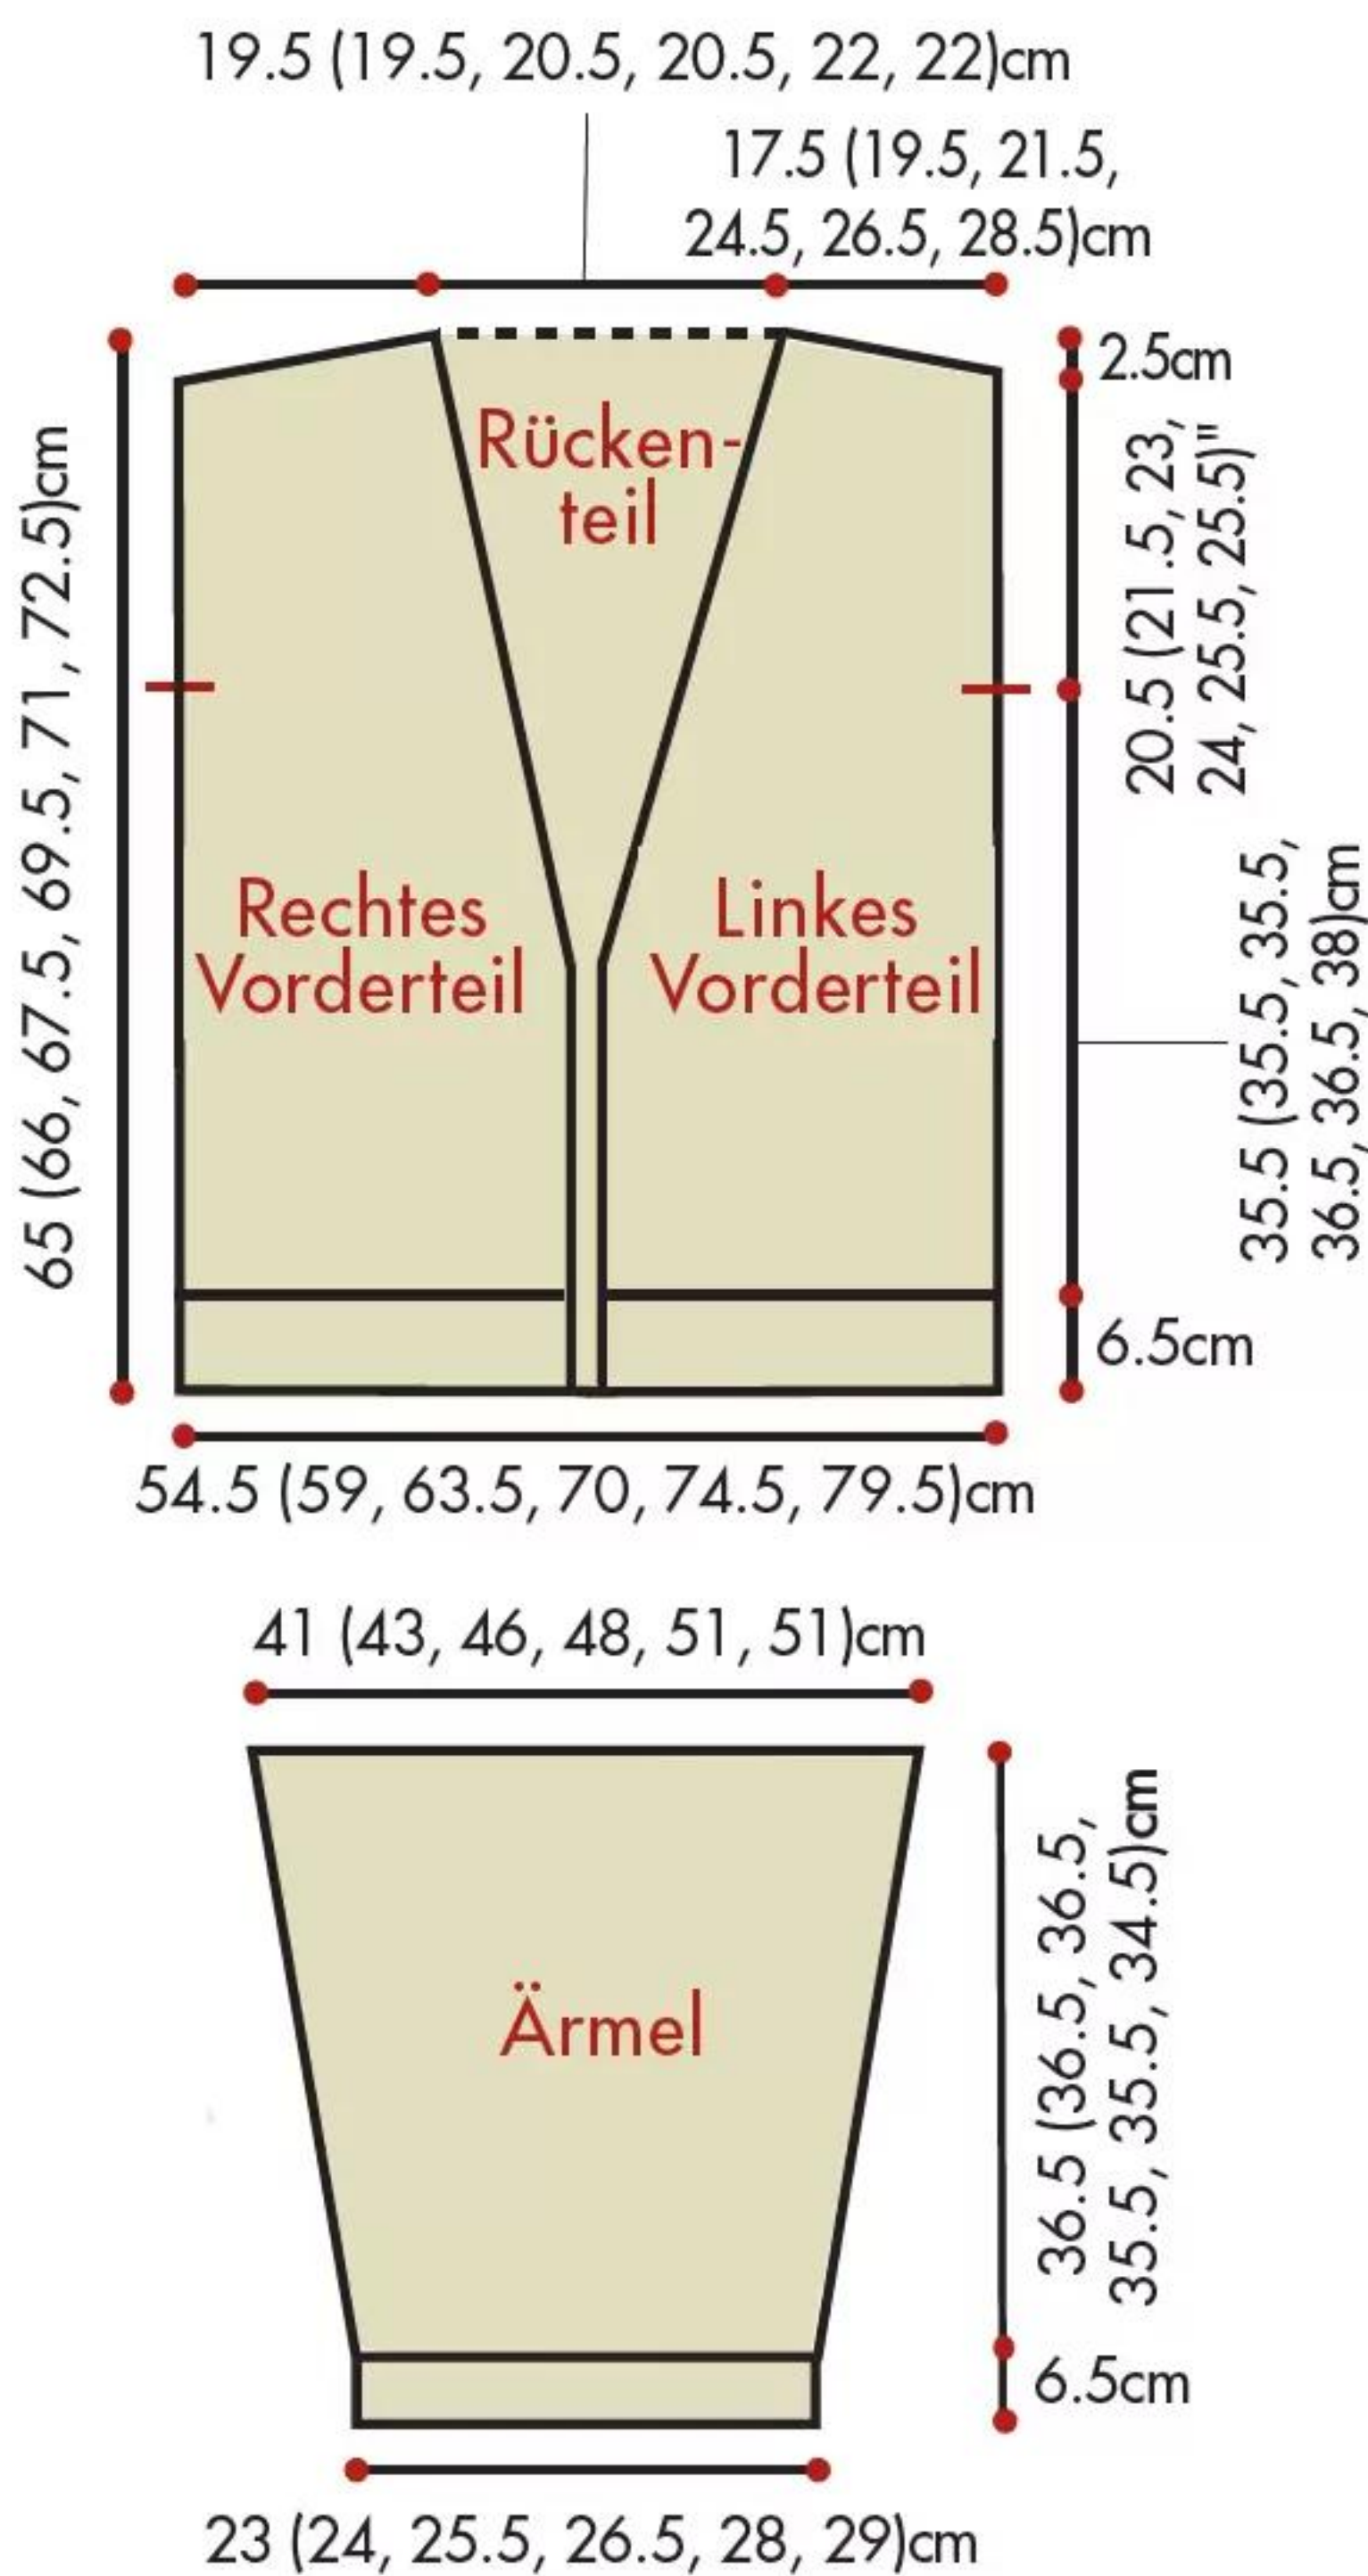 19.5 (19.5, 20.5, 20.5, 22, 22)cm
17.5 (19.5, 21.5,
24.5, 26.5, 28.5)cm
2.5cm
Rücken-
teil
20.5 (21.5, 23,
24, 25.5, 25.5)"
65 (66, 67.5, 69.5, 71, 72.5)cm
Rechtes
Vorderteil
Linkes
Vorderteil
35.5 (35.5, 35.5,
36.5, 36.5, 38)cm
6.5cm
54.5 (59, 63.5, 70, 74.5, 79.5)cm
41 (43, 46, 48, 51, 51)cm
Ärmel
36.5 (36.5, 36.5,
35.5, 35.5, 34.5)cm
6.5cm
23 (24, 25.5, 26.5, 28, 29)cm